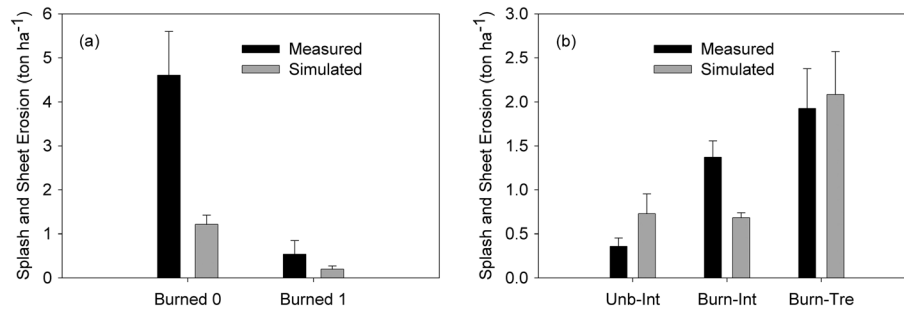 Splash and Sheet Erosion (ton ha⁻¹)
6
5
4
3
2
1
0
(a)
Measured
Simulated
Burned 0
Burned 1
Splash and Sheet Erosion (ton ha⁻¹)
3.0
2.5
2.0
1.5
1.0
0.5
0.0
(b)
Measured
Simulated
Unb-Int
Burn-Int
Burn-Tre